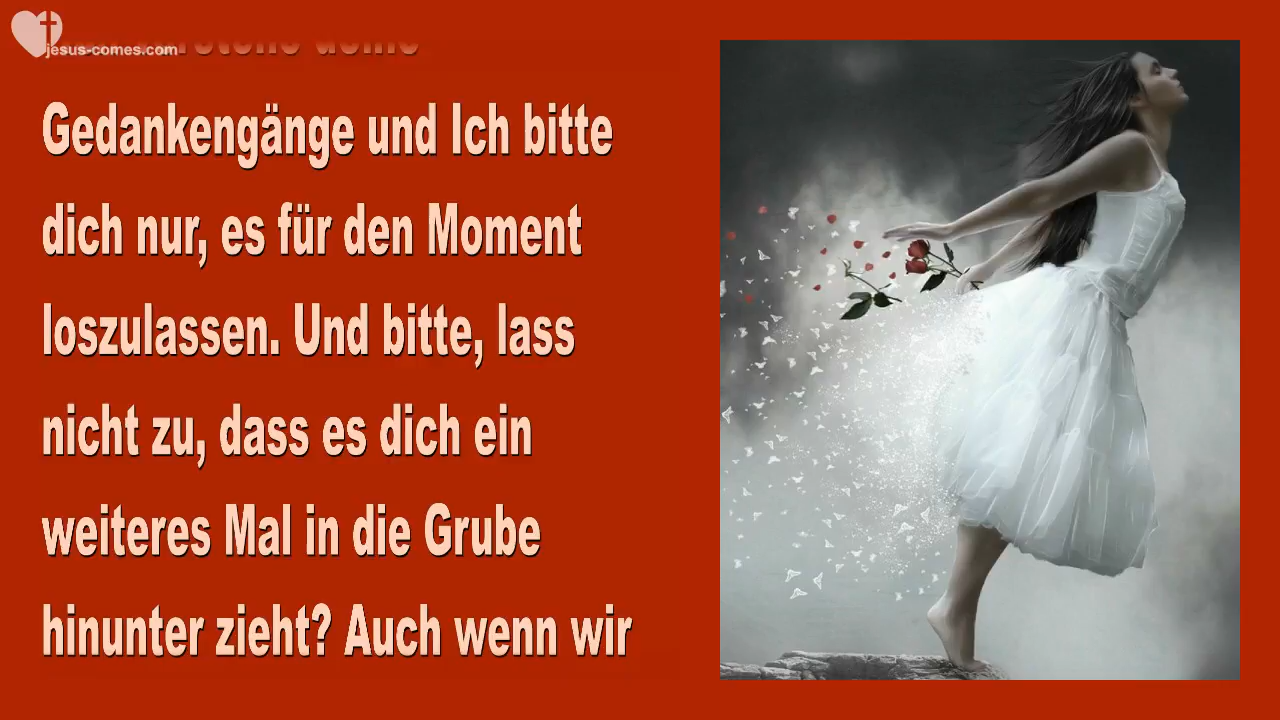 jesus-comes.com
Gedankengänge und Ich bitte
dich nur, es für den Moment
loszulassen. Und bitte, lass
nicht zu, dass es dich ein
weiteres Mal in die Grube
hinunter zieht? Auch wenn wir